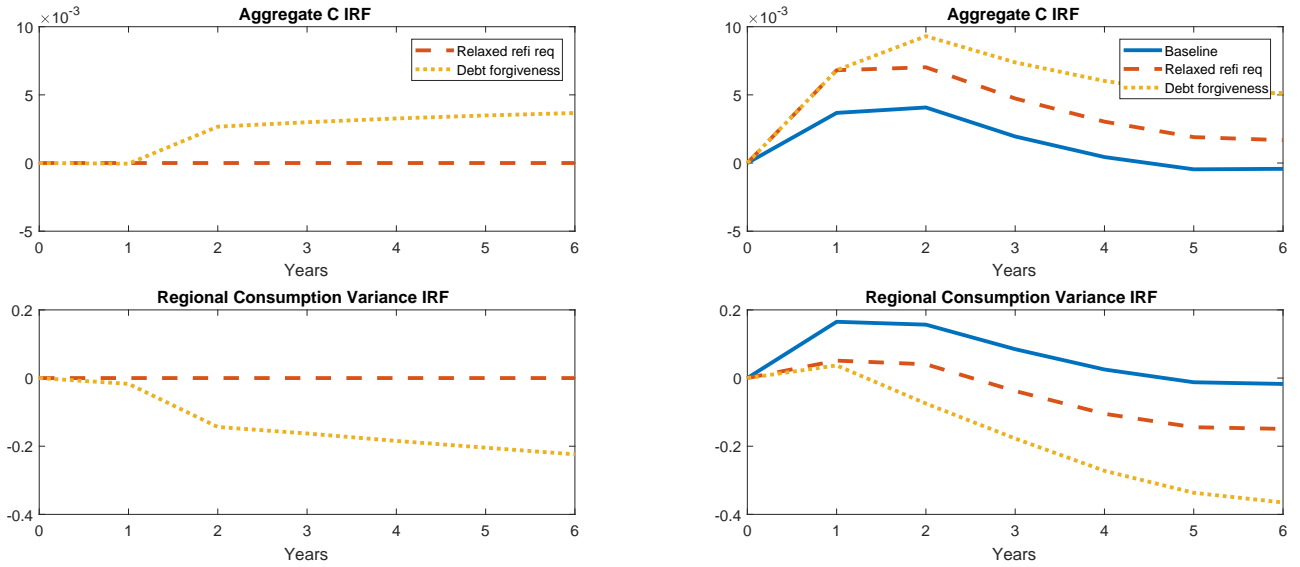 Aggregate C IRF
×10-3
10
5
0
-5
0 1 2 3 4 5 6
Years
Relaxed refi req
Debt forgiveness
Aggregate C IRF
×10-3
10
5
0
-5
0 1 2 3 4 5 6
Years
Baseline
Relaxed refi req
Debt forgiveness
Regional Consumption Variance IRF
0.2
0
-0.2
-0.4
0 1 2 3 4 5 6
Years
Regional Consumption Variance IRF
0.2
0
-0.2
-0.4
0 1 2 3 4 5 6
Years